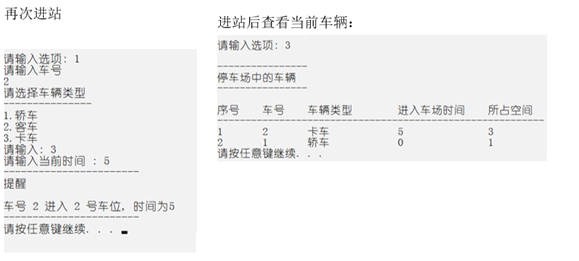 再次进站
请输入选项: 1
请输入车号
2
请选择车辆类型
----------------
1.轿车
2.客车
3.卡车
请输入: 3
请输入当前时间 : 5
-------------------------
提醒
车号 2 进入 2 号车位，时间为5
-------------------------
请按任意键继续. . .
进站后查看当前车辆：
请输入选项: 3
----------------
停车场中的车辆
----------------
序号 车号 车辆类型 进入车场时间 所占空间
------------------------------------------------------------
1 2 卡车 5 3
2 1 轿车 0 1
请按任意键继续. . .